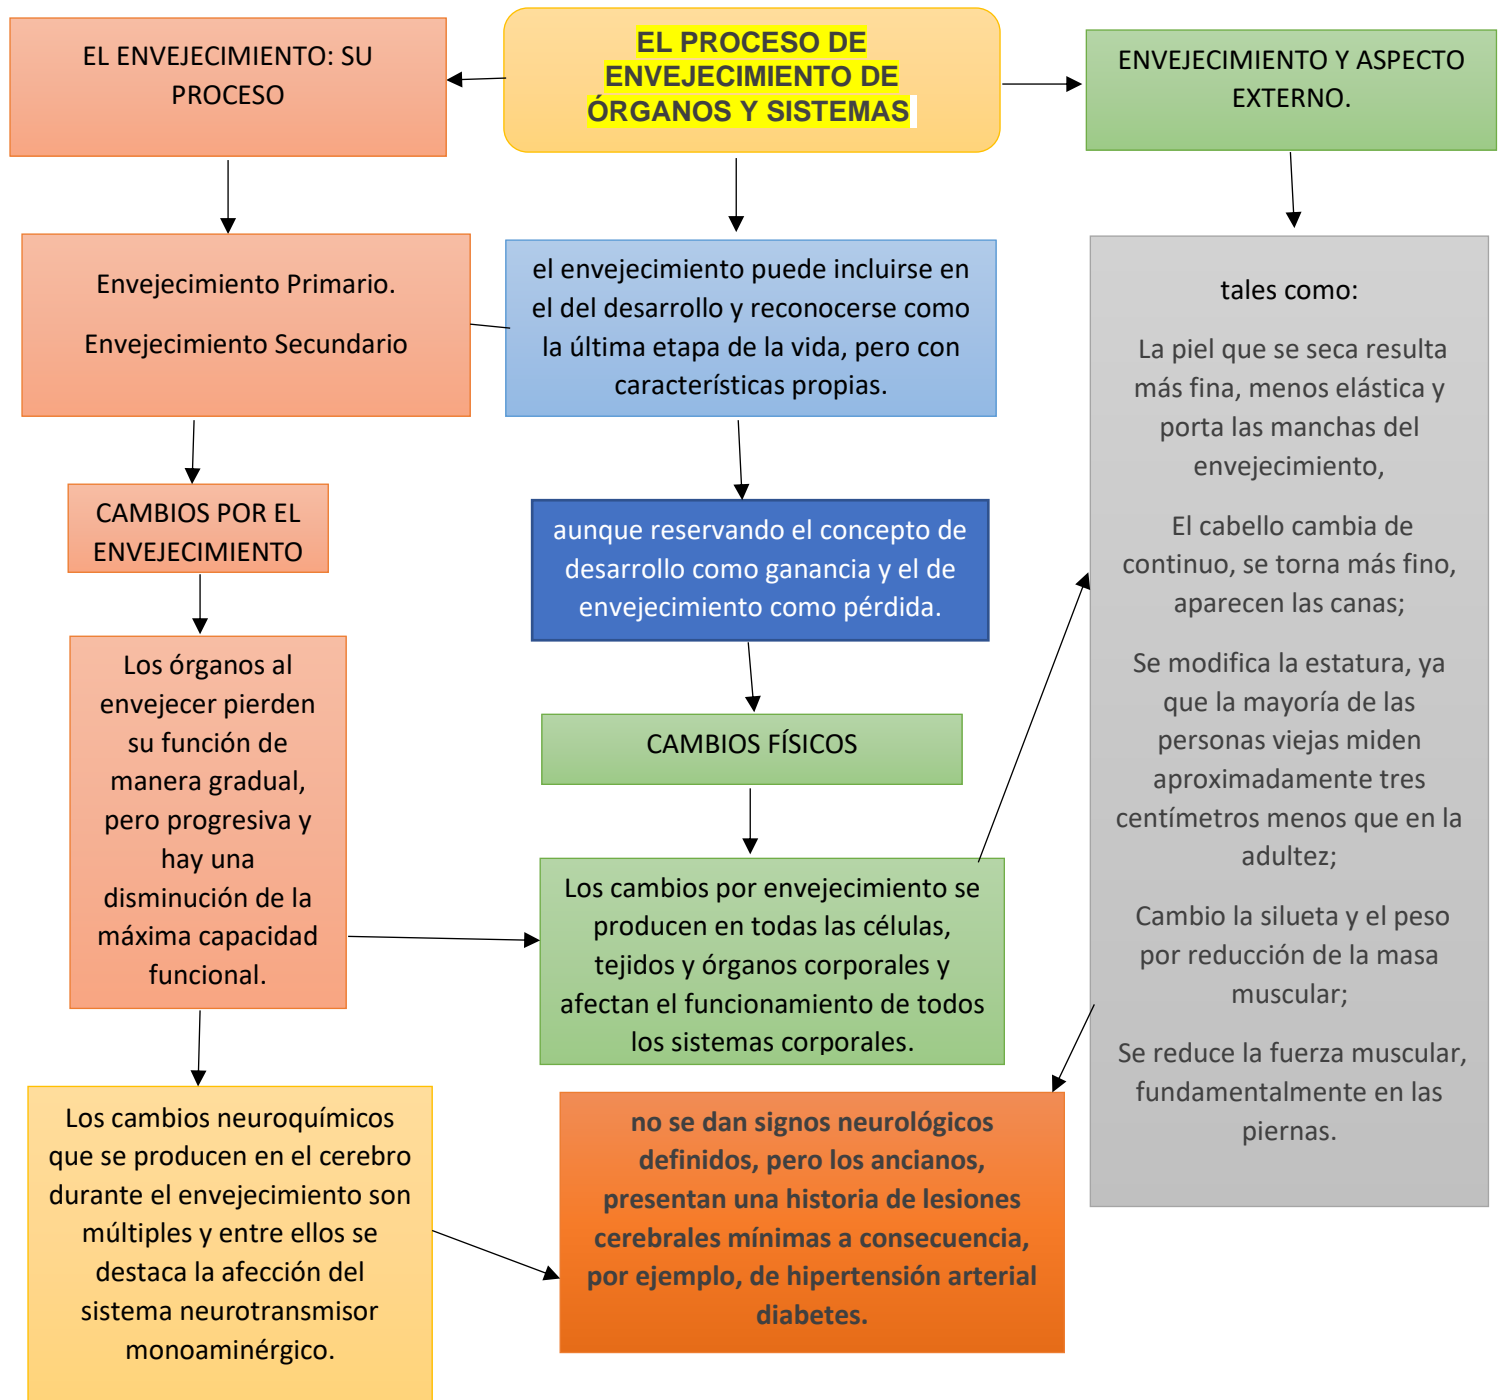 EL ENVEJECIMIENTO: SU
PROCESO
EL PROCESO DE
ENVEJECIMIENTO DE
ÓRGANOS Y SISTEMAS
ENVEJECIMIENTO Y ASPECTO
EXTERNO.
Envejecimiento Primario.
Envejecimiento Secundario
el envejecimiento puede incluirse en
el del desarrollo y reconocerse como
la última etapa de la vida, pero con
características propias.
tales como:
La piel que se seca resulta
más fina, menos elástica y
porta las manchas del
envejecimiento,
El cabello cambia de
continuo, se torna más fino,
aparecen las canas;
Se modifica la estatura, ya
que la mayoría de las
personas viejas miden
aproximadamente tres
centímetros menos que en la
adultez;
Cambio la silueta y el peso
por reducción de la masa
muscular;
Se reduce la fuerza muscular,
fundamentalmente en las
piernas.
CAMBIOS POR EL
ENVEJECIMIENTO
aunque reservando el concepto de
desarrollo como ganancia y el de
envejecimiento como pérdida.
Los órganos al
envejecer pierden
su función de
manera gradual,
pero progresiva y
hay una
disminución de la
máxima capacidad
funcional.
CAMBIOS FÍSICOS
Los cambios por envejecimiento se
producen en todas las células,
tejidos y órganos corporales y
afectan el funcionamiento de todos
los sistemas corporales.
Los cambios neuroquímicos
que se producen en el cerebro
durante el envejecimiento son
múltiples y entre ellos se
destaca la afección del
sistema neurotransmisor
monoaminérgico.
no se dan signos neurológicos
definidos, pero los ancianos,
presentan una historia de lesiones
cerebrales mínimas a consecuencia,
por ejemplo, de hipertensión arterial
diabetes.